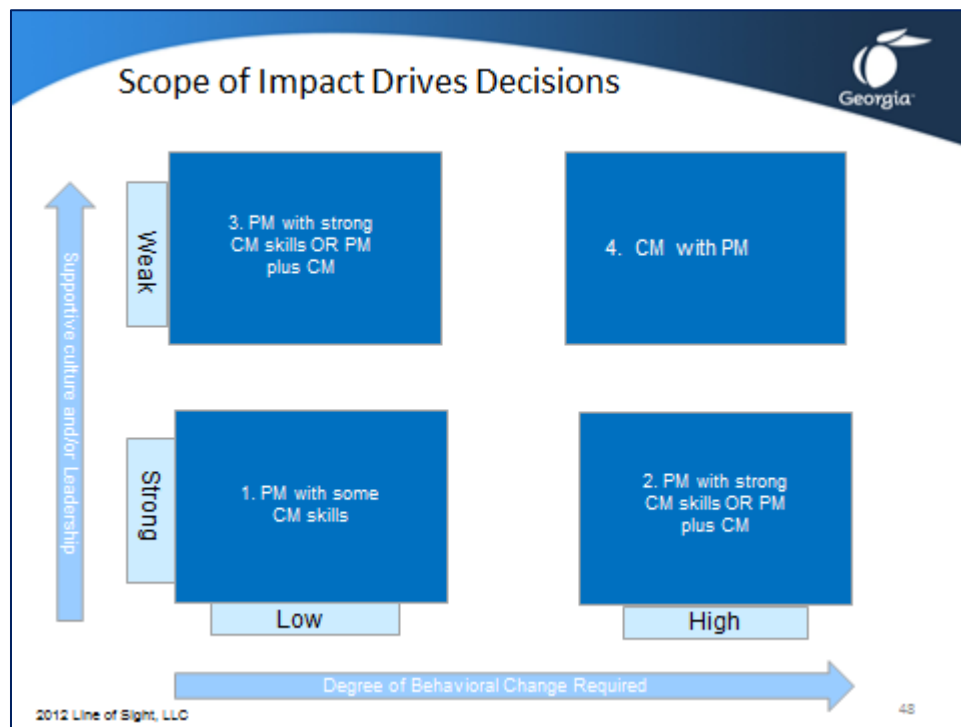 Scope of Impact Drives Decisions
Georgia
Supportive culture and/or Leadership
Weak
3. PM with strong
CM skills OR PM
plus CM
4. CM with PM
Strong
1. PM with some
CM skills
2. PM with strong
CM skills OR PM
plus CM
Low
High
Degree of Behavioral Change Required
2012 Line of Sight, LLC
48